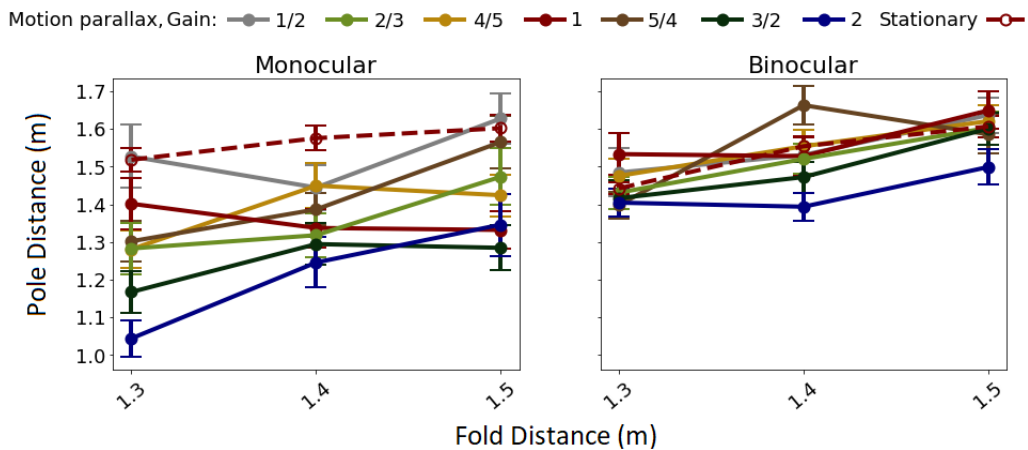 Motion parallax, Gain: 1/2 2/3 4/5 1 5/4 3/2 2 Stationary
Monocular Binocular
Pole Distance (m)
1.7
1.6
1.5
1.4
1.3
1.2
1.1
1.0
1.3 1.4 1.5 1.3 1.4 1.5
Fold Distance (m)